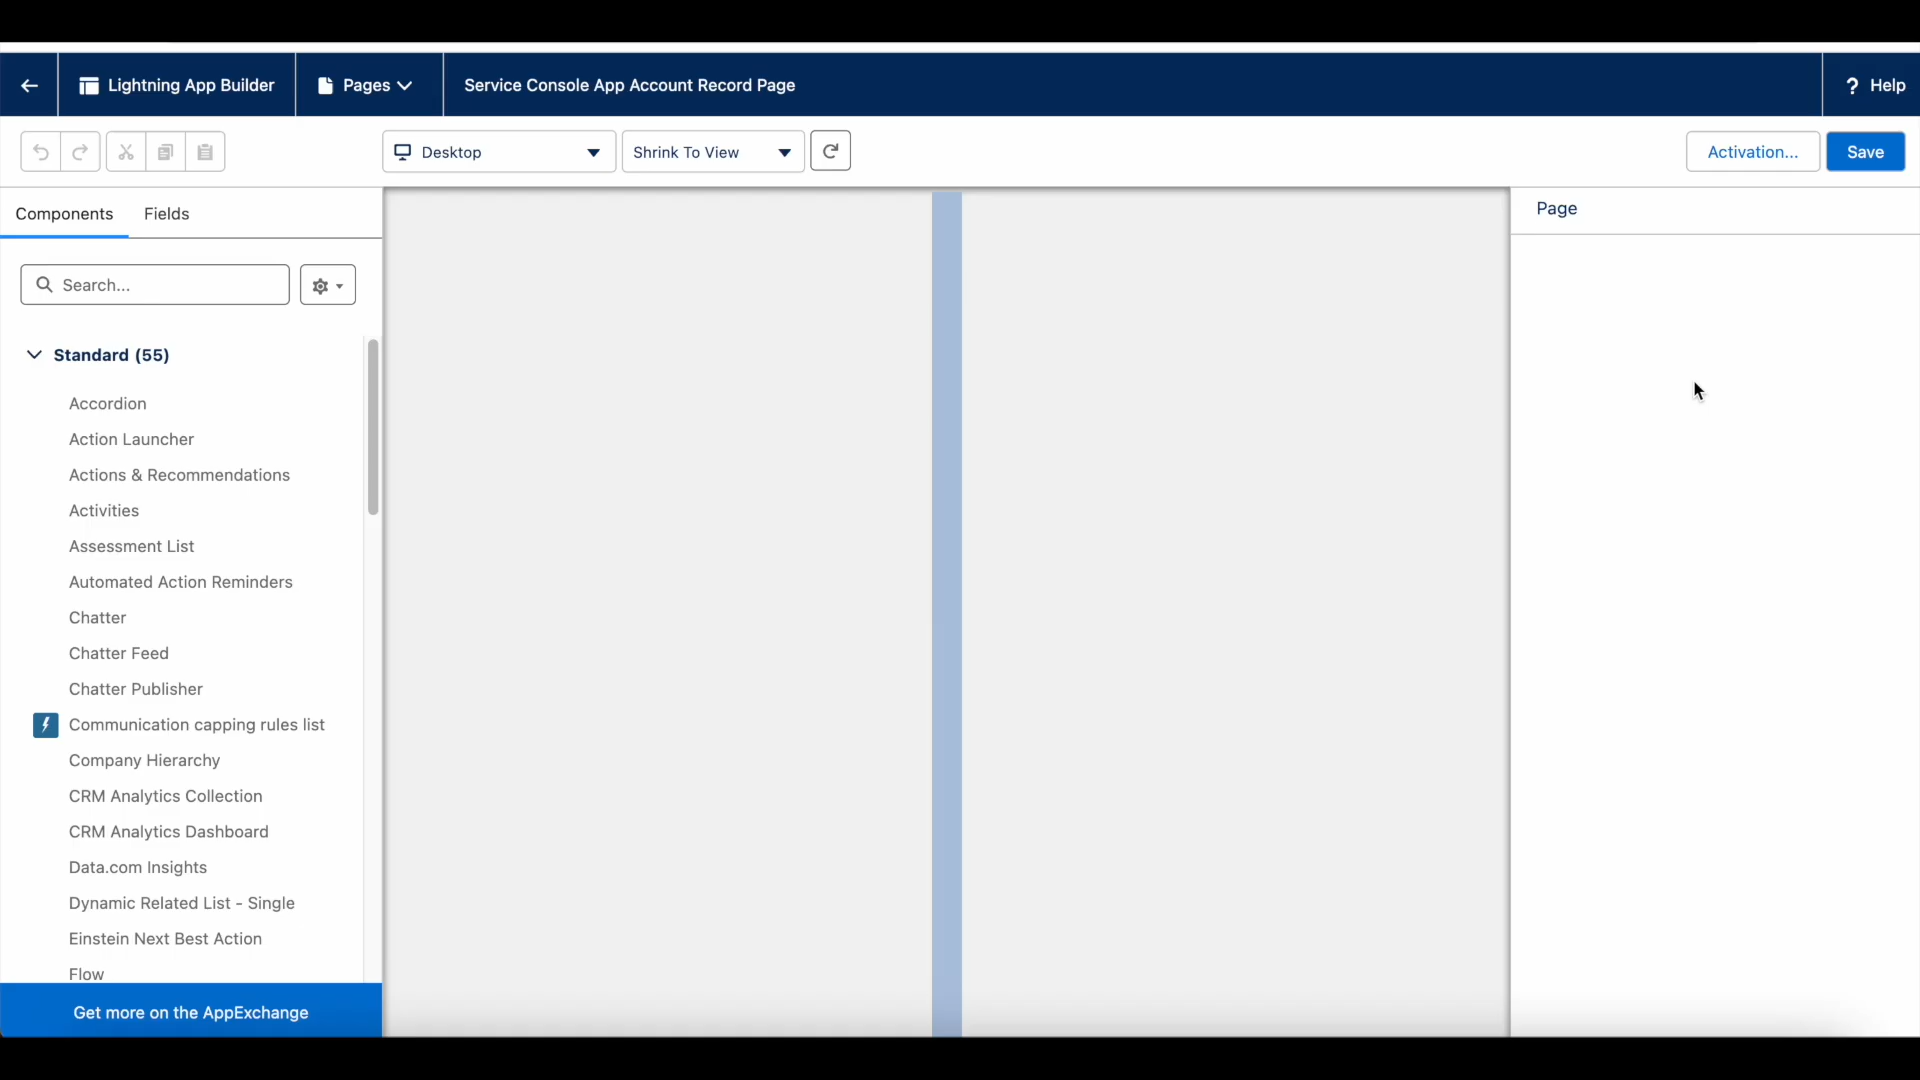 Lightning App Builder
Pages
Service Console App Account Record Page
? Help
Desktop
Shrink To View
Activation...
Save
Components
Fields
Page
Search...
Standard (55)
Accordion
Action Launcher
Actions & Recommendations
Activities
Assessment List
Automated Action Reminders
Chatter
Chatter Feed
Chatter Publisher
Communication capping rules list
Company Hierarchy
CRM Analytics Collection
CRM Analytics Dashboard
Data.com Insights
Dynamic Related List - Single
Einstein Next Best Action
Flow
Get more on the AppExchange